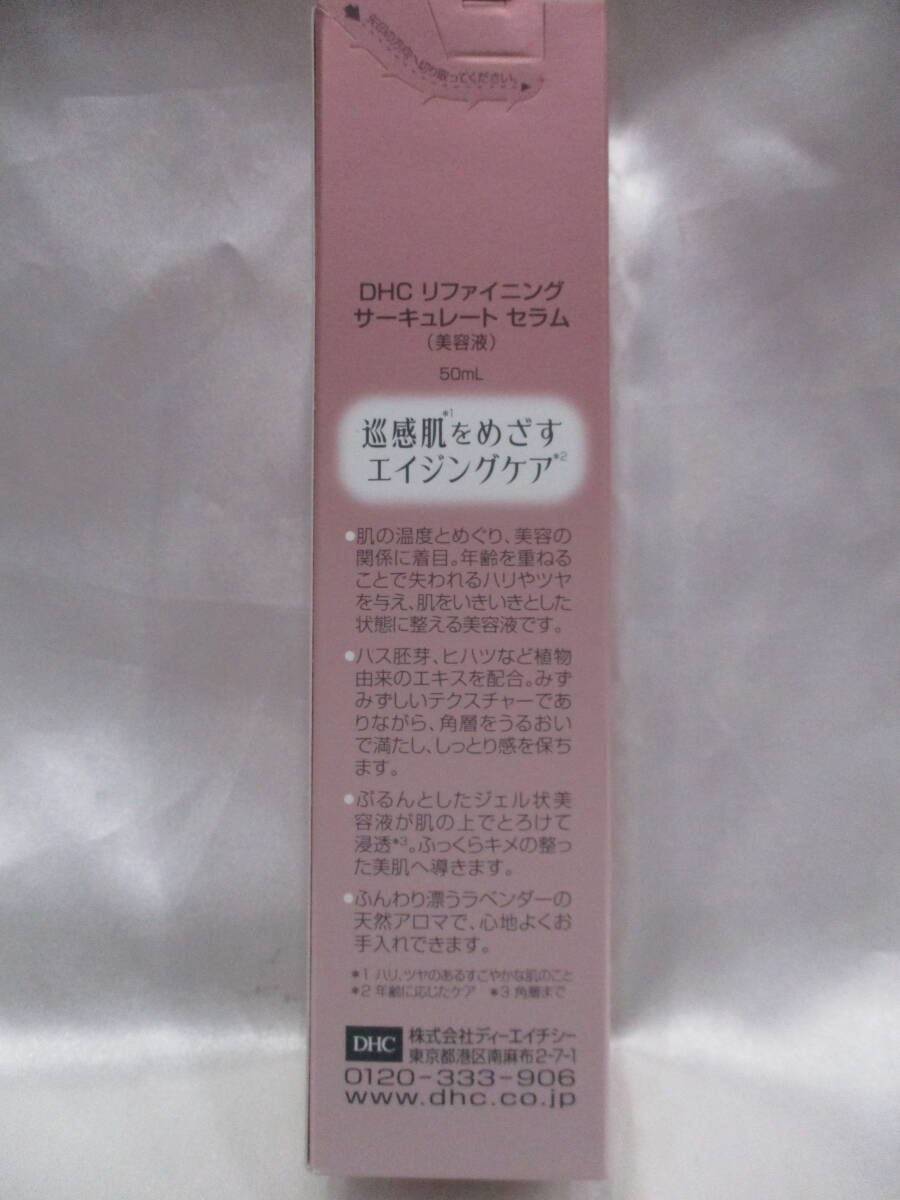 矢印の方向へ切り取ってください。
DHC リファイニング
サーキュレート セラム
（美容液）
50mL
巡感肌*1をめざす
エイジングケア*2
●肌の温度とめぐり、美容の
関係に着目。年齢を重ねる
ことで失われるハリやツヤ
を与え、肌をいきいきとした
状態に整える美容液です。
●ハス胚芽、ヒハツなど植物
由来のエキスを配合。みず
みずしいテクスチャーであ
りながら、角層をうるおい
で満たし、しっとり感を保ち
ます。
●ぷるんとしたジェル状美
容液が肌の上でとろけて
浸透*3。ふっくらキメの整っ
た美肌へ導きます。
●ふんわり漂うラベンダーの
天然アロマで、心地よくお
手入れできます。
*1 ハリ、ツヤのあるすこやかな肌のこと
*2 年齢に応じたケア *3 角層まで
DHC 株式会社ディーエイチシー
東京都港区南麻布2-7-1
0120-333-906
www.dhc.co.jp